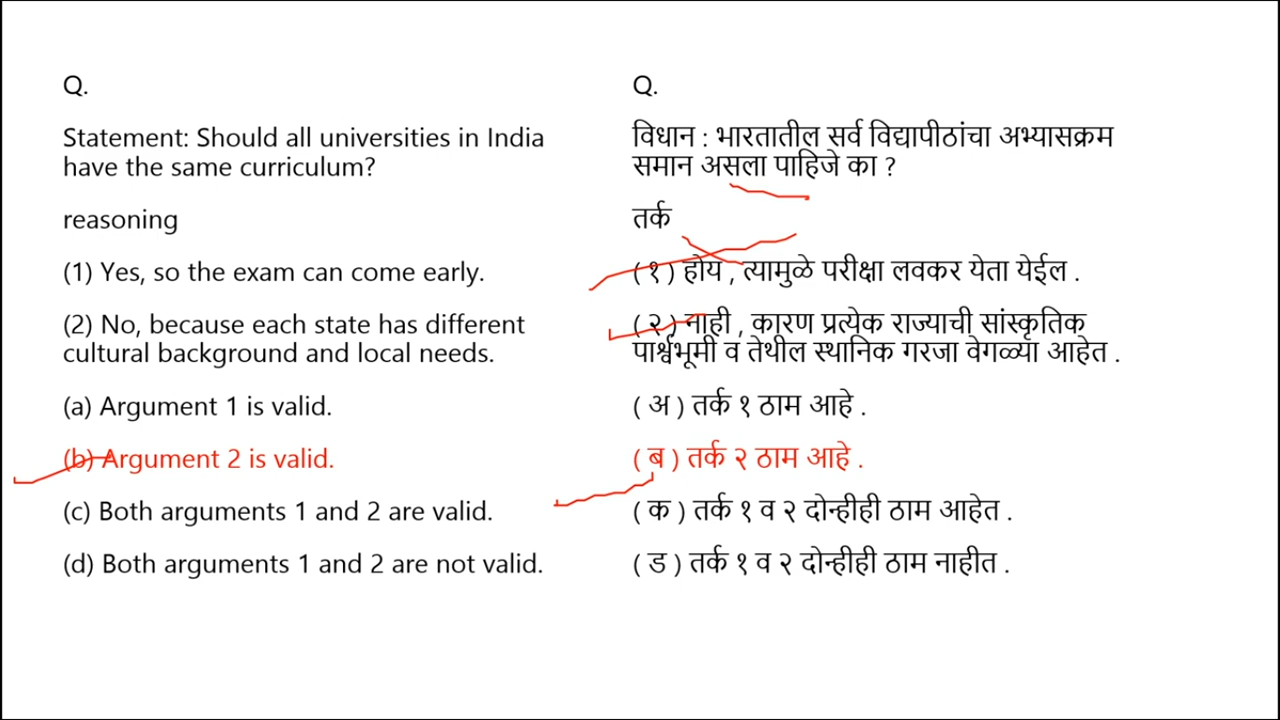 Q.
Statement: Should all universities in India
have the same curriculum?
reasoning
(1) Yes, so the exam can come early.
(2) No, because each state has different
cultural background and local needs.
(a) Argument 1 is valid.
(b) Argument 2 is valid.
(c) Both arguments 1 and 2 are valid.
(d) Both arguments 1 and 2 are not valid.
Q.
विधान : भारतातील सर्व विद्यापीठांचा अभ्यासक्रम
समान असला पाहिजे का ?
तर्क
( १ ) होय , त्यामुळे परीक्षा लवकर येता येईल .
( २ ) नाही , कारण प्रत्येक राज्याची सांस्कृतिक
पार्श्वभूमी व तेथील स्थानिक गरजा वेगळ्या आहेत .
( अ ) तर्क १ ठाम आहे .
( ब ) तर्क २ ठाम आहे .
( क ) तर्क १ व २ दोन्हीही ठाम आहेत .
( ड ) तर्क १ व २ दोन्हीही ठाम नाहीत .